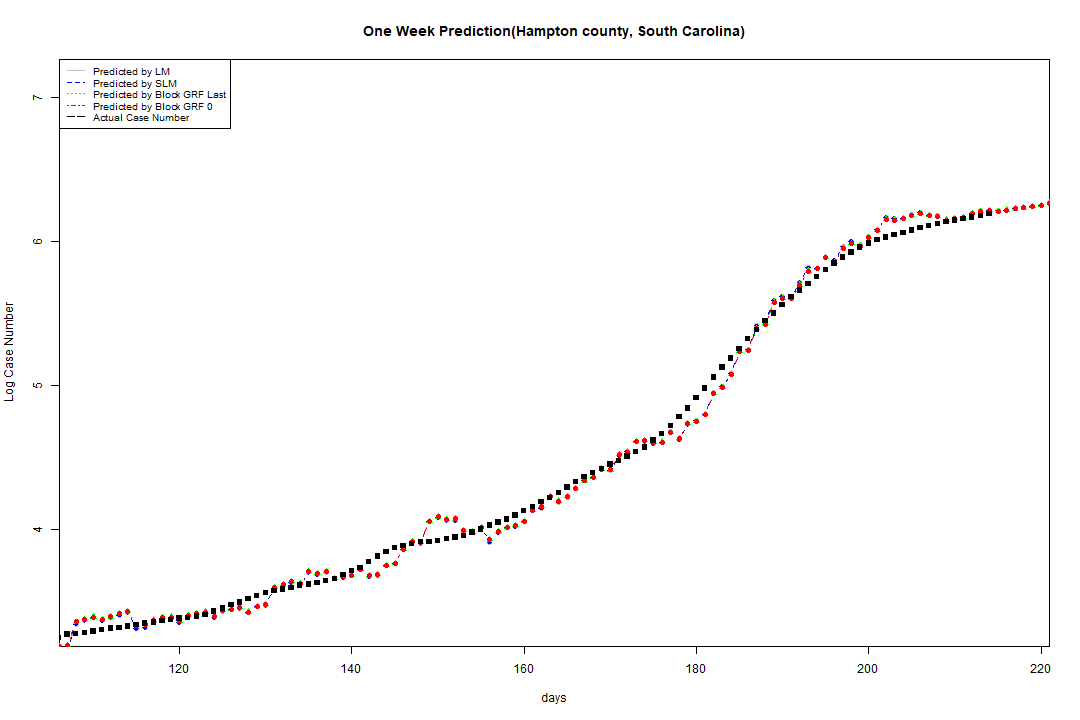 One Week Prediction(Hampton county, South Carolina)
Predicted by LM
Predicted by SLM
Predicted by Block GRF Last
Predicted by Block GRF 0
Actual Case Number
7
6
5
4
Log Case Number
120 140 160 180 200 220
days